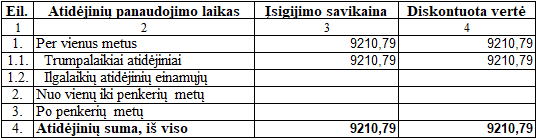 Eil. Atidėjinių panaudojimo laikas Įsigijimo savikaina Diskontuota vertė
1 2 3 4
1. Per vienus metus 9210,79 9210,79
1.1. Trumpalaikiai atidėjiniai 9210,79 9210,79
1.2. Ilgalaikių atidėjinių einamųjų
2. Nuo vienų iki penkerių metų
3. Po penkerių metų
4. Atidėjinių suma, iš viso 9210,79 9210,79